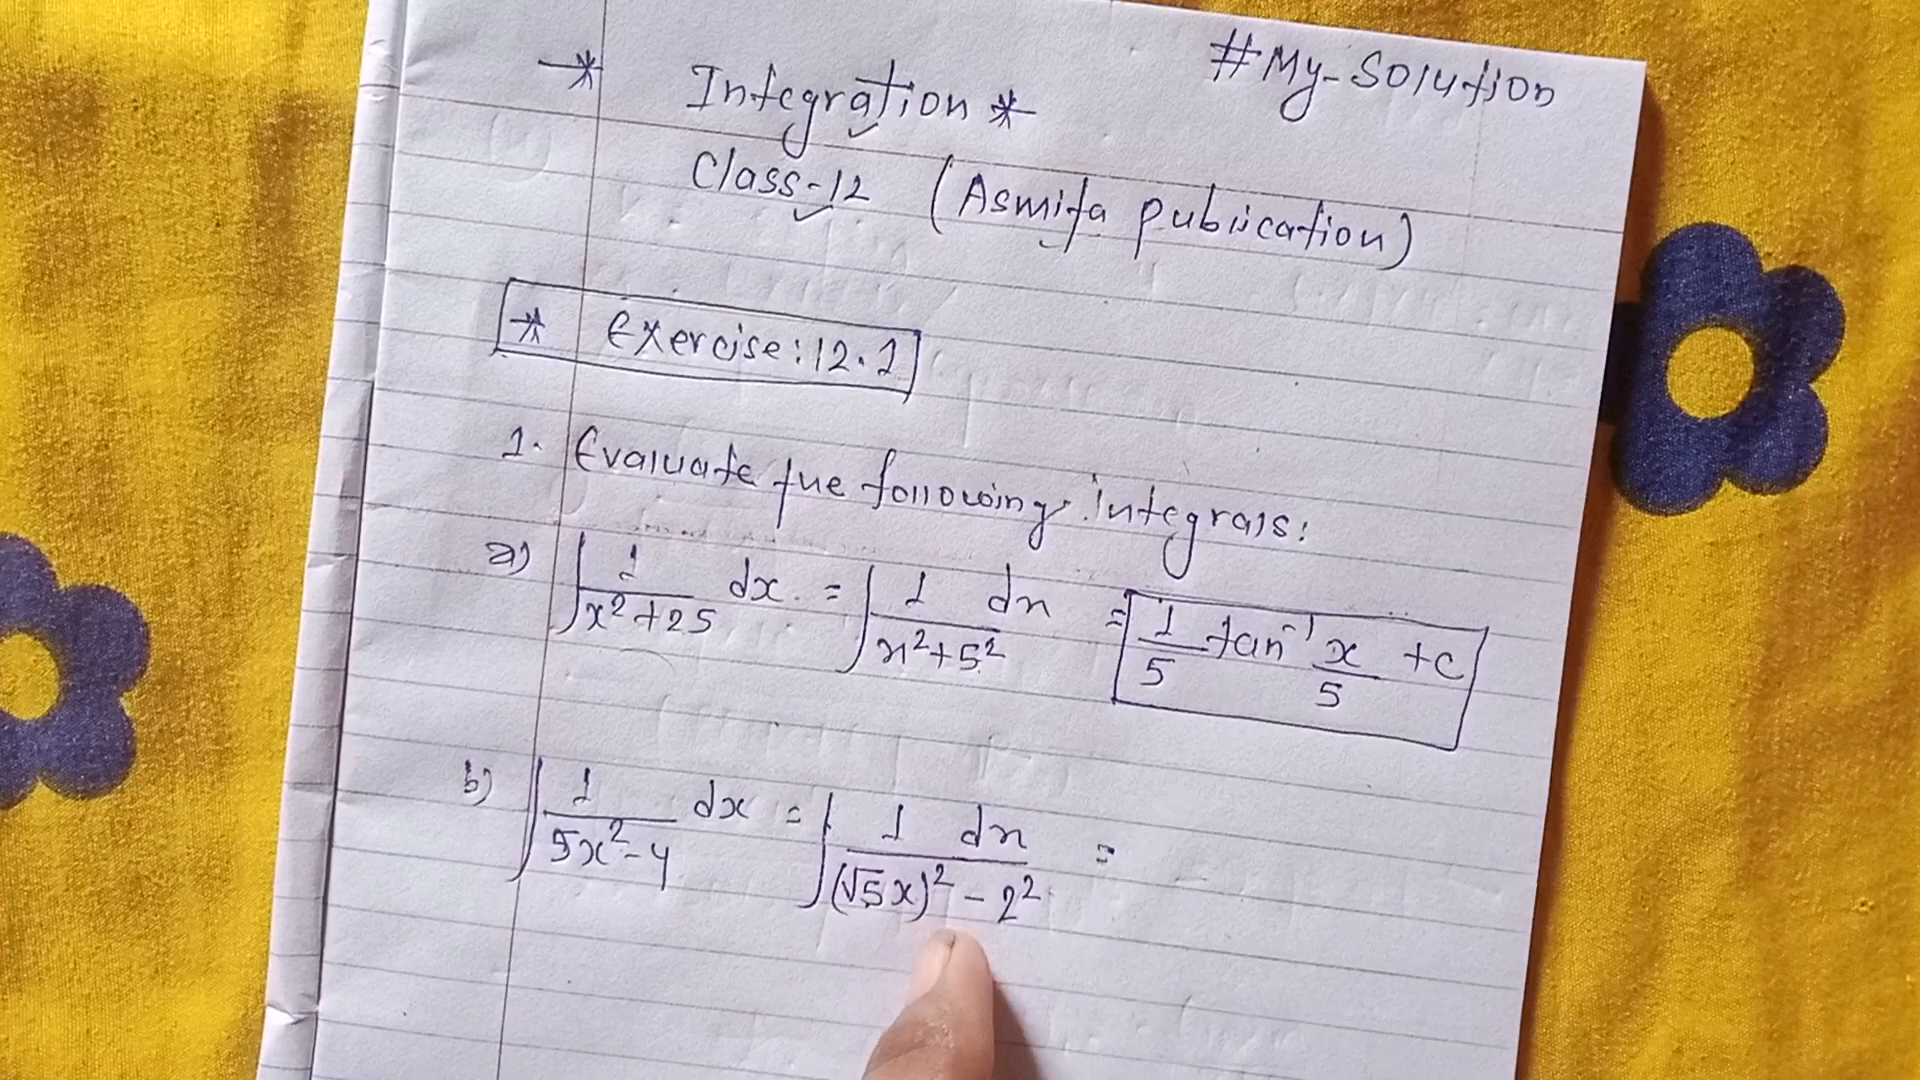 #My-Solution
* Integration *
Class-12 (Asmita publication)
* Exercise: 12.1
1. Evaluate the following integrals:
a) ∫ 1/(x²+25) dx. = ∫ 1/(x²+5²) dx = 1/5 tan⁻¹ x/5 + c
b) ∫ 1/(5x²-4) dx = ∫ 1/((√5x)² - 2²) dx =